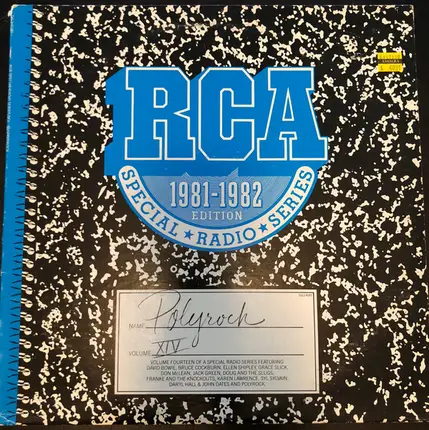 RCA
1981-1982
EDITION
SPECIAL ★ RADIO ★ SERIES
NAME Polyrock
VOLUME XIV
VOLUME FOURTEEN OF A SPECIAL RADIO SERIES FEATURING
DAVID BOWIE, BRUCE COCKBURN, ELLEN SHIPLEY, GRACE SLICK,
DON McLEAN, JACK GREEN, DOUG AND THE SLUGS,
FRANKE AND THE KNOCKOUTS, KAREN LAWRENCE, SYL SYLVAIN,
DARYL HALL & JOHN OATES AND POLYROCK.